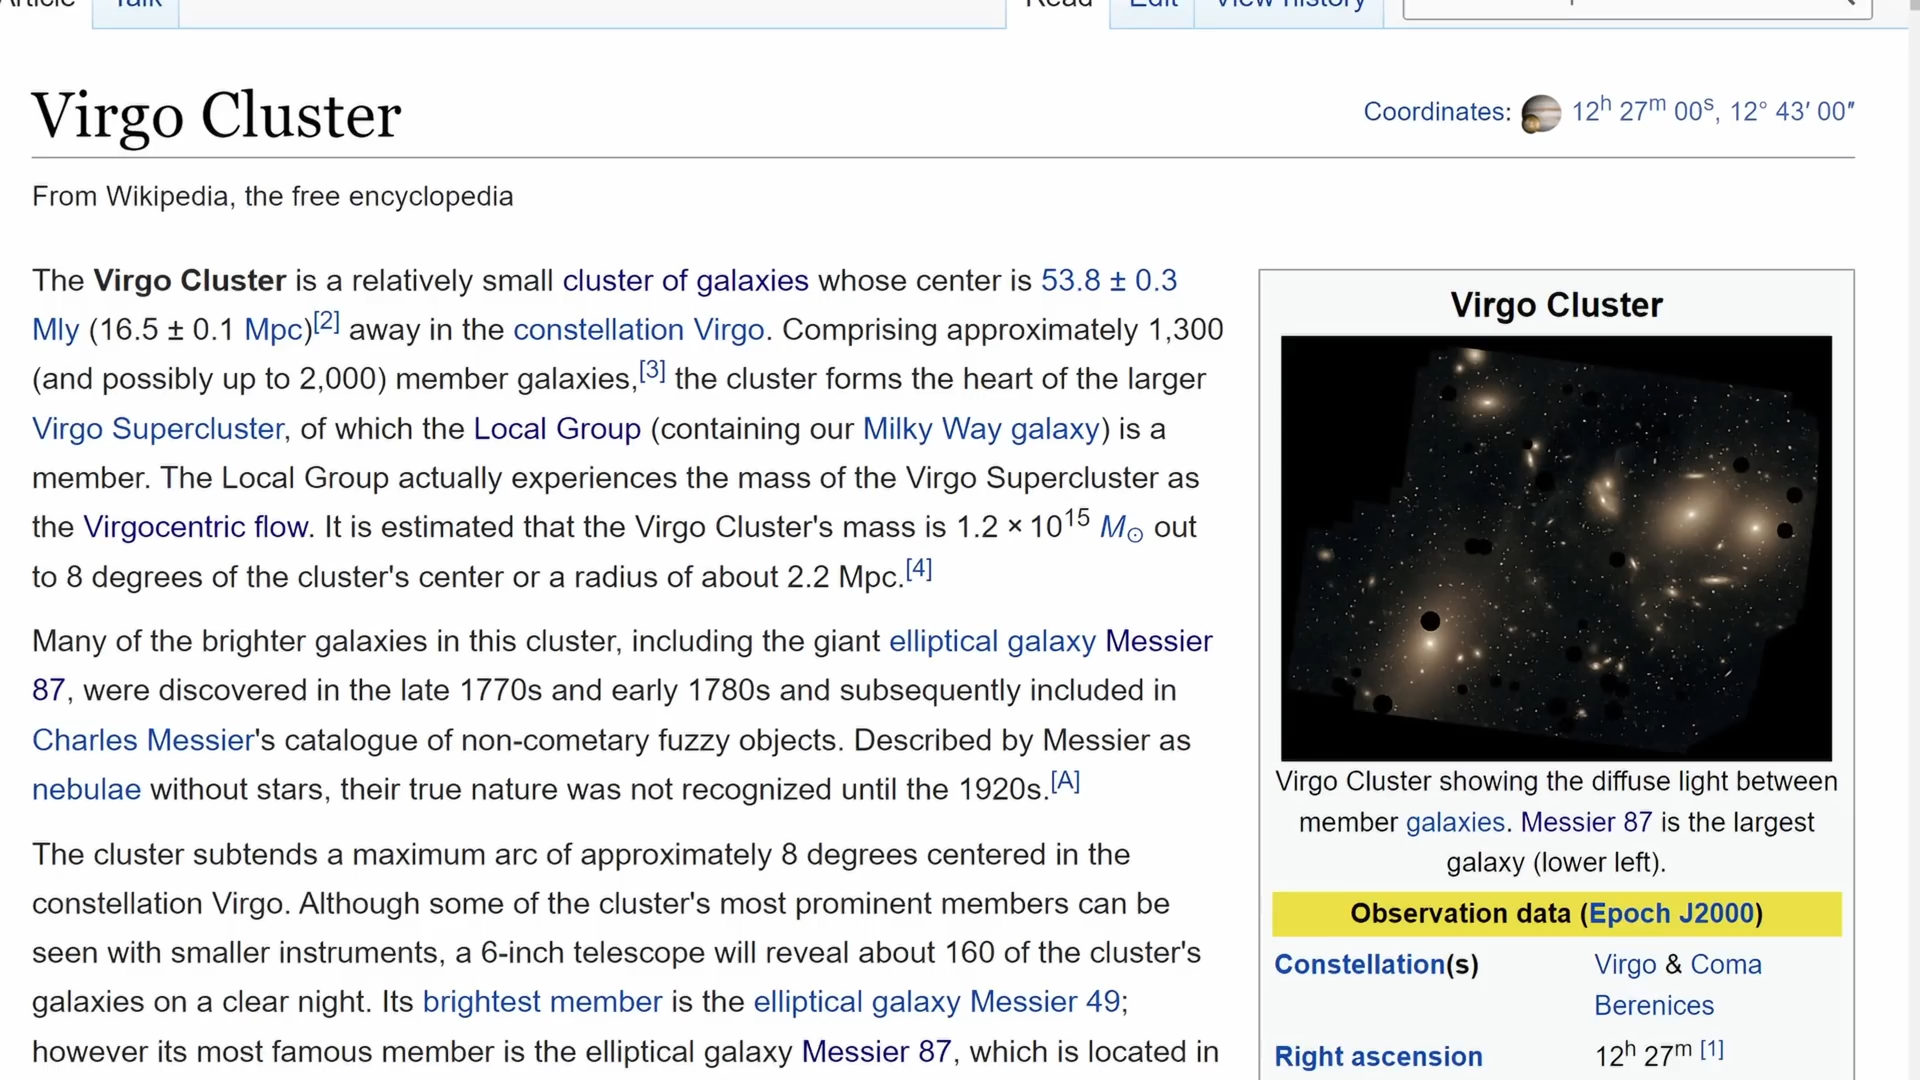 Article Talk Read Edit View history
Virgo Cluster
Coordinates: 12h 27m 00s, 12° 43′ 00″
From Wikipedia, the free encyclopedia
The Virgo Cluster is a relatively small cluster of galaxies whose center is 53.8 ± 0.3
Mly (16.5 ± 0.1 Mpc)[2] away in the constellation Virgo. Comprising approximately 1,300
(and possibly up to 2,000) member galaxies,[3] the cluster forms the heart of the larger
Virgo Supercluster, of which the Local Group (containing our Milky Way galaxy) is a
member. The Local Group actually experiences the mass of the Virgo Supercluster as
the Virgocentric flow. It is estimated that the Virgo Cluster's mass is 1.2 × 10¹⁵ M☉ out
to 8 degrees of the cluster's center or a radius of about 2.2 Mpc.[4]
Many of the brighter galaxies in this cluster, including the giant elliptical galaxy Messier
87, were discovered in the late 1770s and early 1780s and subsequently included in
Charles Messier's catalogue of non-cometary fuzzy objects. Described by Messier as
nebulae without stars, their true nature was not recognized until the 1920s.[A]
The cluster subtends a maximum arc of approximately 8 degrees centered in the
constellation Virgo. Although some of the cluster's most prominent members can be
seen with smaller instruments, a 6-inch telescope will reveal about 160 of the cluster's
galaxies on a clear night. Its brightest member is the elliptical galaxy Messier 49;
however its most famous member is the elliptical galaxy Messier 87, which is located in
Virgo Cluster
Virgo Cluster showing the diffuse light between
member galaxies. Messier 87 is the largest
galaxy (lower left).
Observation data (Epoch J2000)
Constellation(s) Virgo & Coma
Berenices
Right ascension 12h 27m [1]